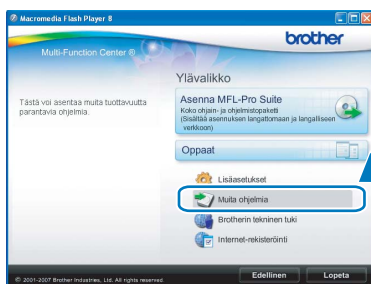 Macromedia Flash Player 8
brother
Multi-Function Center ®
Ylävalikko
Tästä voi asentaa muita tuottavuutta
parantavia ohjelmia.
Asenna MFL-Pro Suite
Koko ohjain- ja ohjelmistopaketti
(Sisältää asennuksen langattomaan ja langalliseen
verkkoon)
Oppaat
Lisäasetukset
Muita ohjelmia
Brotherin tekninen tuki
Internet-rekisteröinti
© 2001-2007 Brother Industries, Ltd. All rights reserved
Edellinen
Lopeta